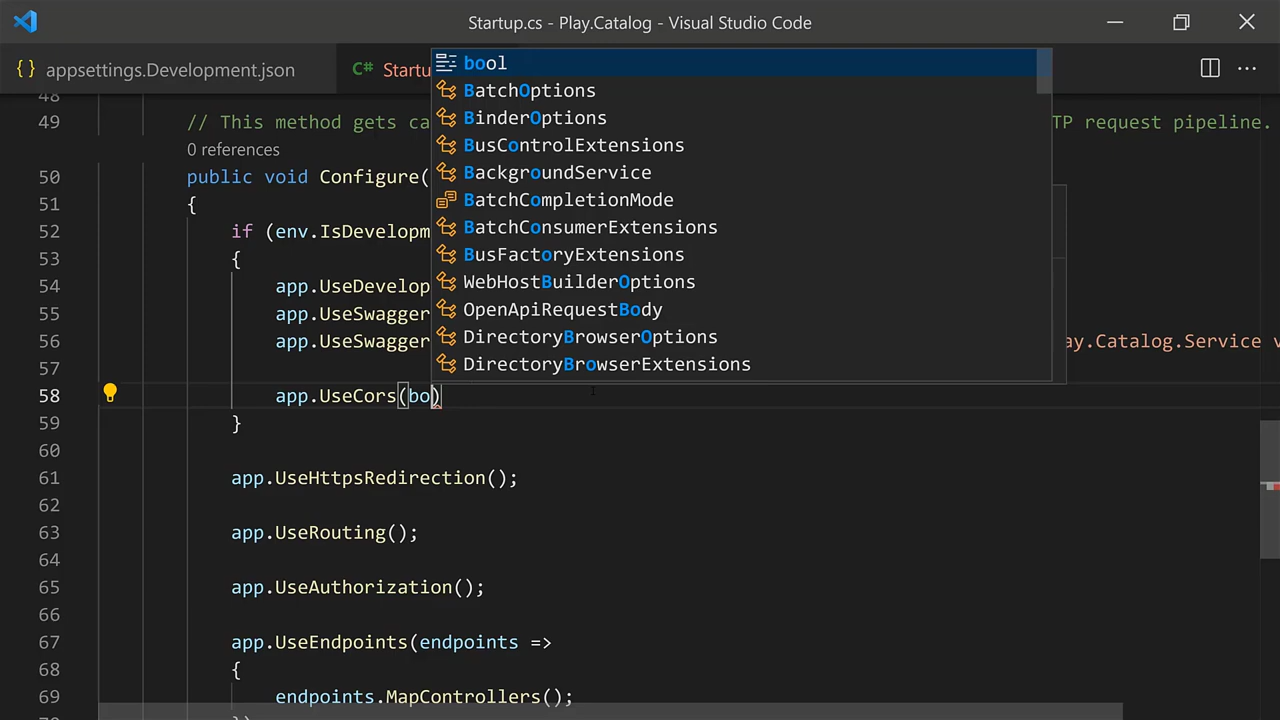 Startup.cs - Play.Catalog - Visual Studio Code
{ } appsettings.Development.json
C# Startu
···
bool
BatchOptions
BinderOptions
BusControlExtensions
BackgroundService
BatchCompletionMode
BatchConsumerExtensions
BusFactoryExtensions
WebHostBuilderOptions
OpenApiRequestBody
DirectoryBrowserOptions
DirectoryBrowserExtensions
48
49 // This method gets ca TP request pipeline.
0 references
50 public void Configure(
51 {
52 if (env.IsDevelopm
53 {
54 app.UseDevelop
55 app.UseSwagger
56 app.UseSwagger ay.Catalog.Service v
57
58 app.UseCors(bo)
59 }
60
61 app.UseHttpsRedirection();
62
63 app.UseRouting();
64
65 app.UseAuthorization();
66
67 app.UseEndpoints(endpoints =>
68 {
69 endpoints.MapControllers();
70 });